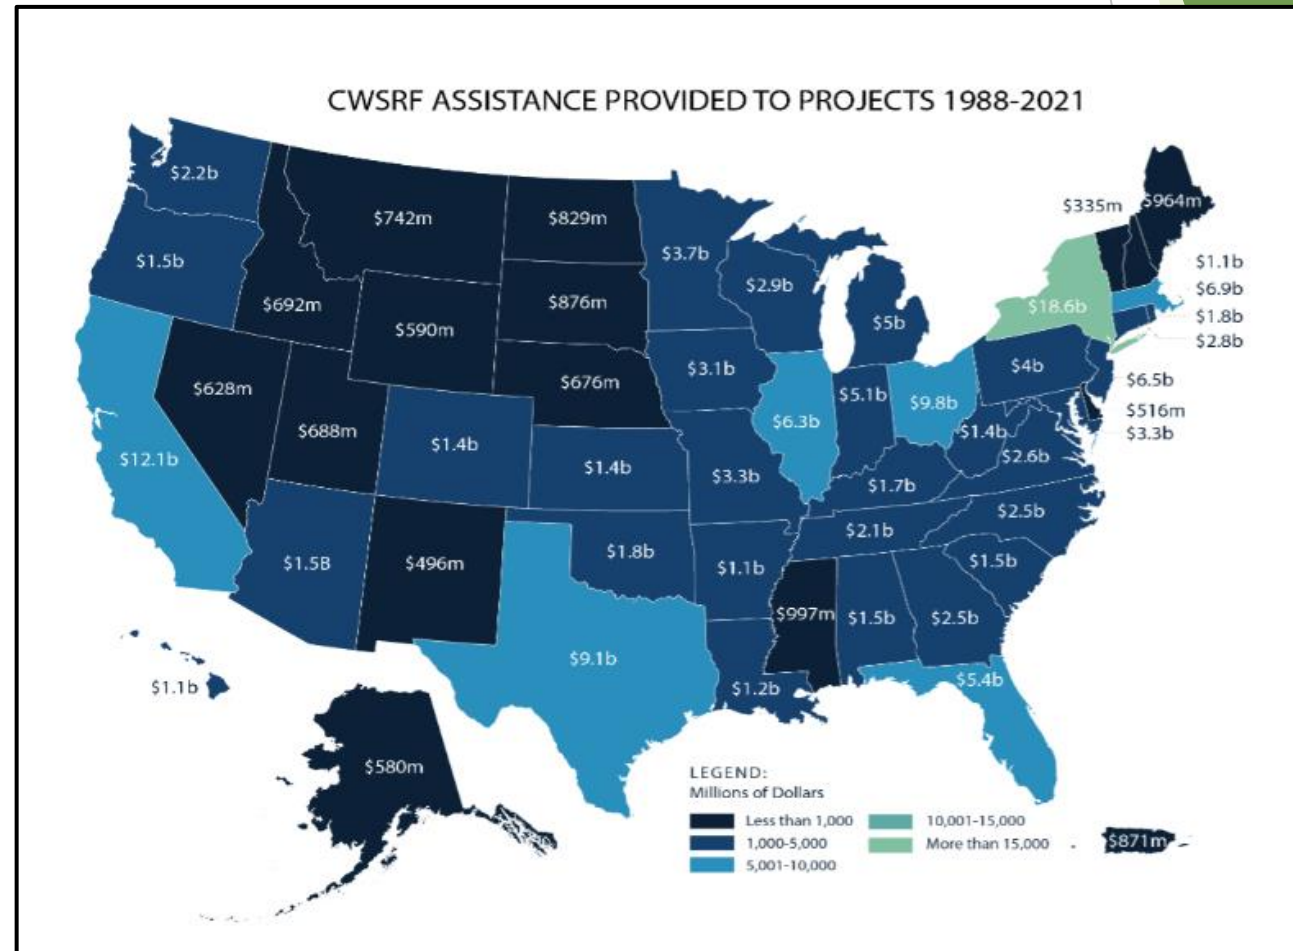 CWSRF ASSISTANCE PROVIDED TO PROJECTS 1988-2021
$2.2b
$1.5b
$742m
$829m
$692m
$590m
$876m
$676m
$628m
$688m
$12.1b
$1.4b
$1.4b
$1.5B
$496m
$1.8b
$9.1b
$3.7b
$2.9b
$5b
$3.1b
$6.3b
$5.1b
$9.8b
$3.3b
$1.7b
$1.4b
$2.6b
$2.1b
$2.5b
$1.1b
$1.5b
$997m
$1.5b
$2.5b
$1.2b
$5.4b
$335m
$964m
$18.6b
$4b
$1.1b
$6.9b
$1.8b
$2.8b
$6.5b
$516m
$3.3b
$1.1b
$580m
$871m
LEGEND:
Millions of Dollars
Less than 1,000
1,000-5,000
5,001-10,000
10,001-15,000
More than 15,000